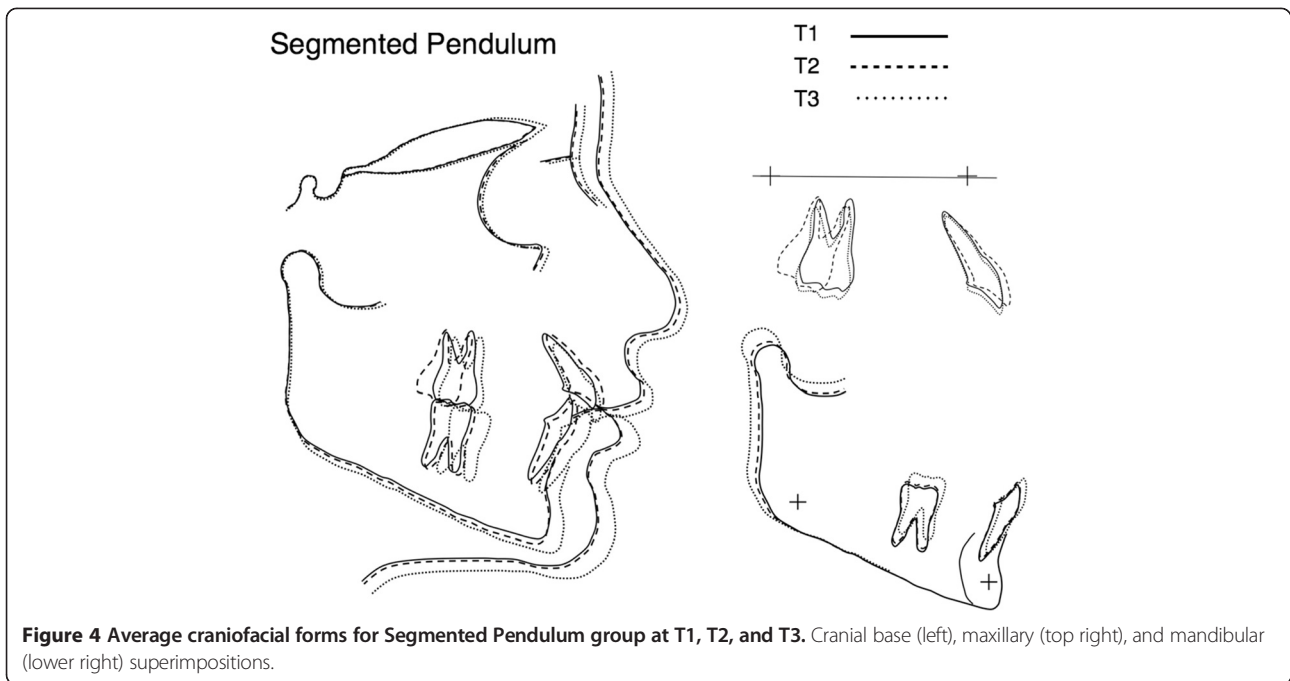 Segmented Pendulum
T1
T2
T3
Figure 4 Average craniofacial forms for Segmented Pendulum group at T1, T2, and T3. Cranial base (left), maxillary (top right), and mandibular
(lower right) superimpositions.